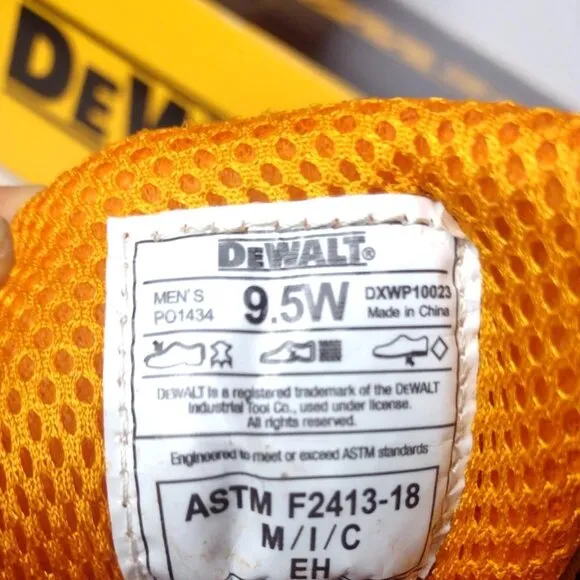 DEWALT
DEWALT®
MEN'S 9.5W DXWP10023
PO1434 Made in China
DEWALT is a registered trademark of the DEWALT
Industrial Tool Co., used under license.
All rights reserved.
Engineered to meet or exceed ASTM standards
ASTM F2413-18
M/I/C
EH